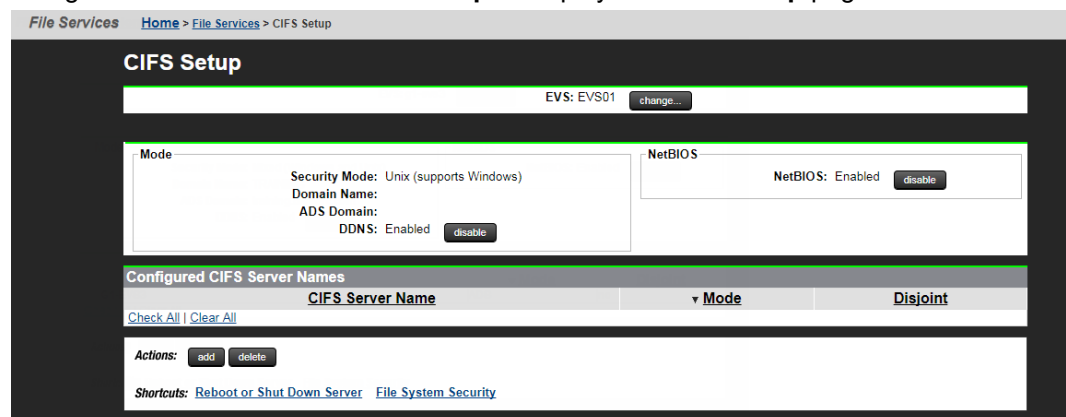 File Services Home > File Services > CIFS Setup
CIFS Setup
EVS: EVS01 change...
Mode
Security Mode: Unix (supports Windows)
Domain Name:
ADS Domain:
DDNS: Enabled disable
NetBIOS
NetBIOS: Enabled disable
Configured CIFS Server Names
CIFS Server Name ▼ Mode Disjoint
Check All | Clear All
Actions: add delete
Shortcuts: Reboot or Shut Down Server File System Security